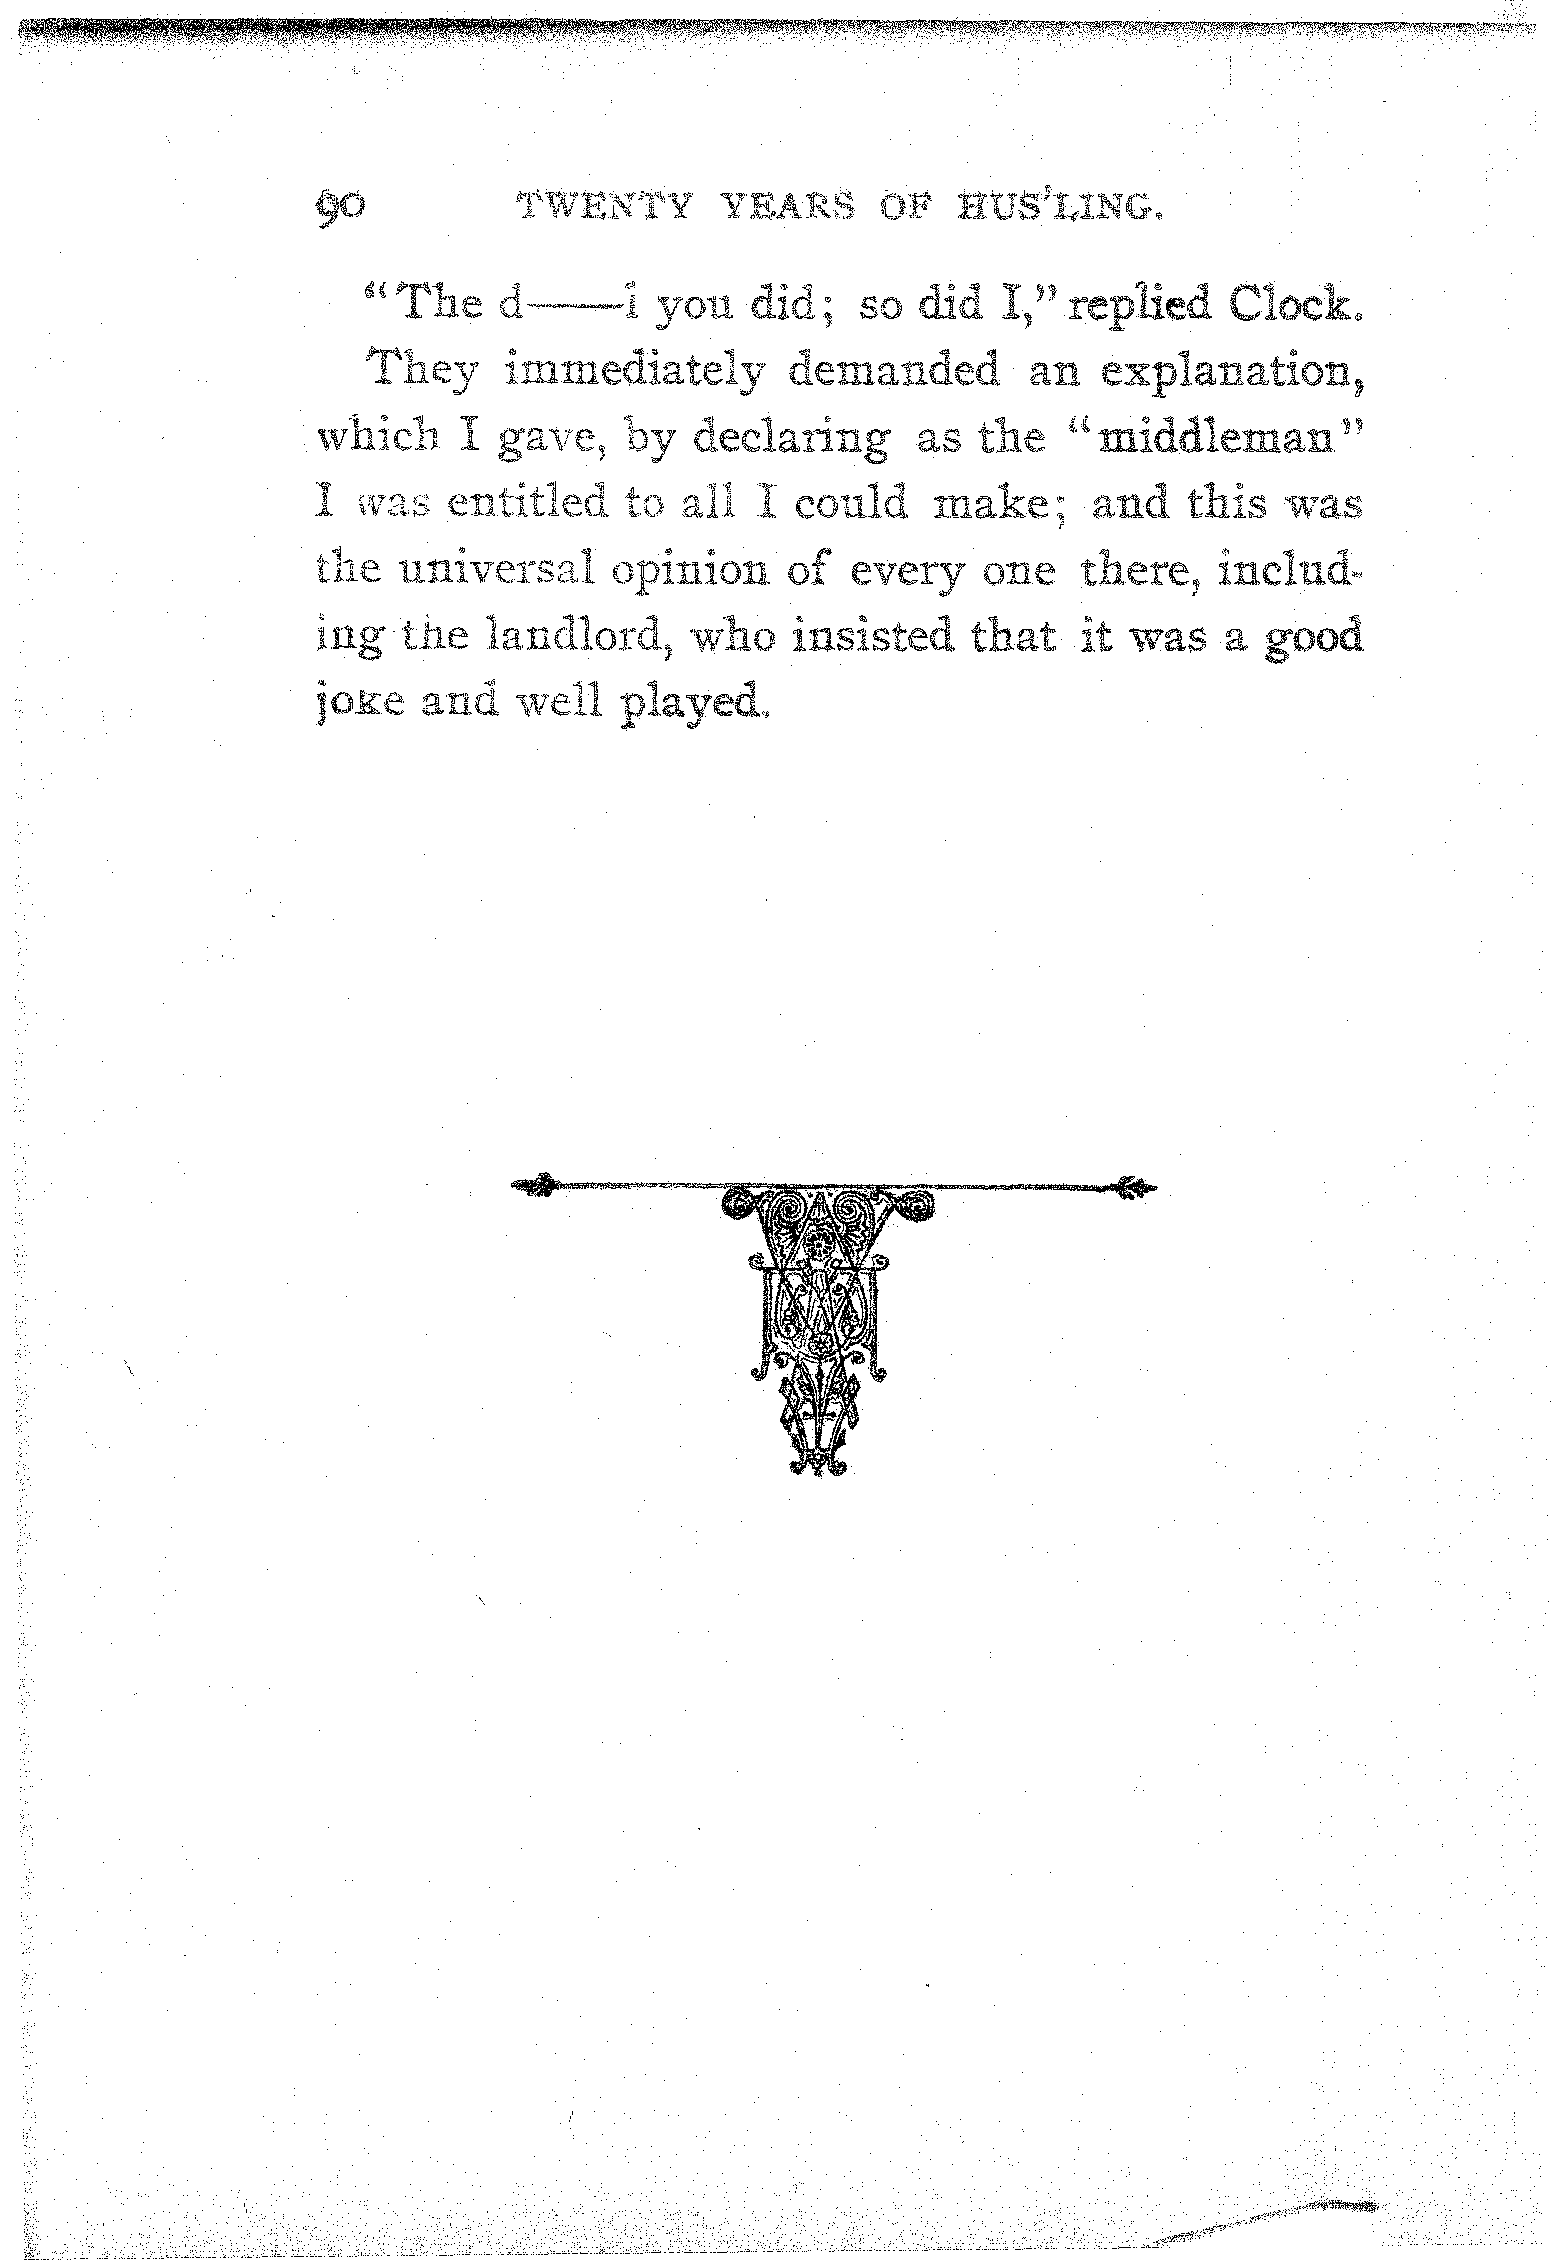 90 TWENTY YEARS OF HUS'LING.
"The d——l you did; so did I," replied Clock.
They immediately demanded an explanation,
which I gave, by declaring as the "middleman"
I was entitled to all I could make; and this was
the universal opinion of every one there, includ-
ing the landlord, who insisted that it was a good
joke and well played.